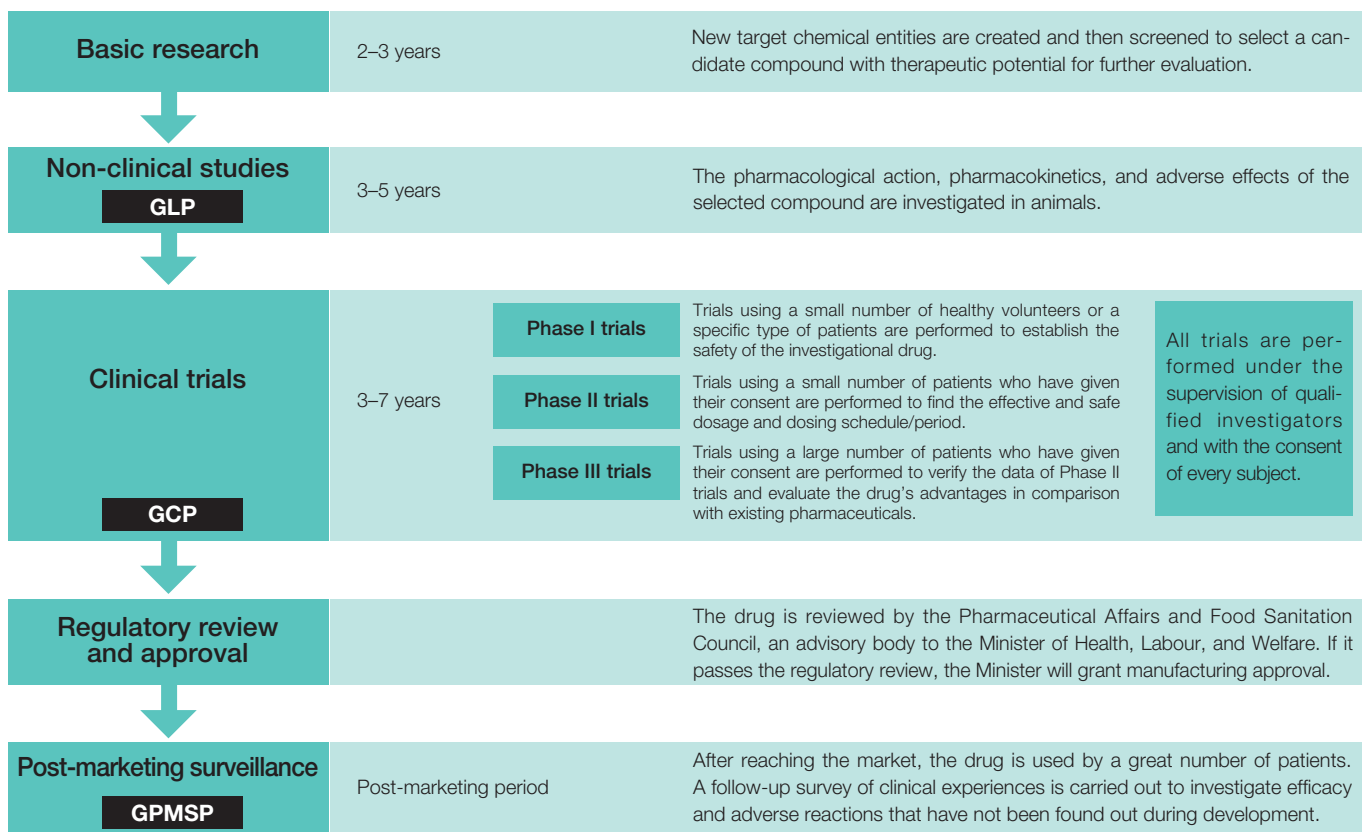 Basic research
2–3 years
New target chemical entities are created and then screened to select a can-
didate compound with therapeutic potential for further evaluation.
Non-clinical studies
GLP
3–5 years
The pharmacological action, pharmacokinetics, and adverse effects of the
selected compound are investigated in animals.
Clinical trials
GCP
3–7 years
Phase I trials
Trials using a small number of healthy volunteers or a
specific type of patients are performed to establish the
safety of the investigational drug.
Phase II trials
Trials using a small number of patients who have given
their consent are performed to find the effective and safe
dosage and dosing schedule/period.
Phase III trials
Trials using a large number of patients who have given
their consent are performed to verify the data of Phase II
trials and evaluate the drug's advantages in comparison
with existing pharmaceuticals.
All trials are per-
formed under the
supervision of quali-
fied investigators
and with the consent
of every subject.
Regulatory review
and approval
The drug is reviewed by the Pharmaceutical Affairs and Food Sanitation
Council, an advisory body to the Minister of Health, Labour, and Welfare. If it
passes the regulatory review, the Minister will grant manufacturing approval.
Post-marketing surveillance
GPMSP
Post-marketing period
After reaching the market, the drug is used by a great number of patients.
A follow-up survey of clinical experiences is carried out to investigate efficacy
and adverse reactions that have not been found out during development.